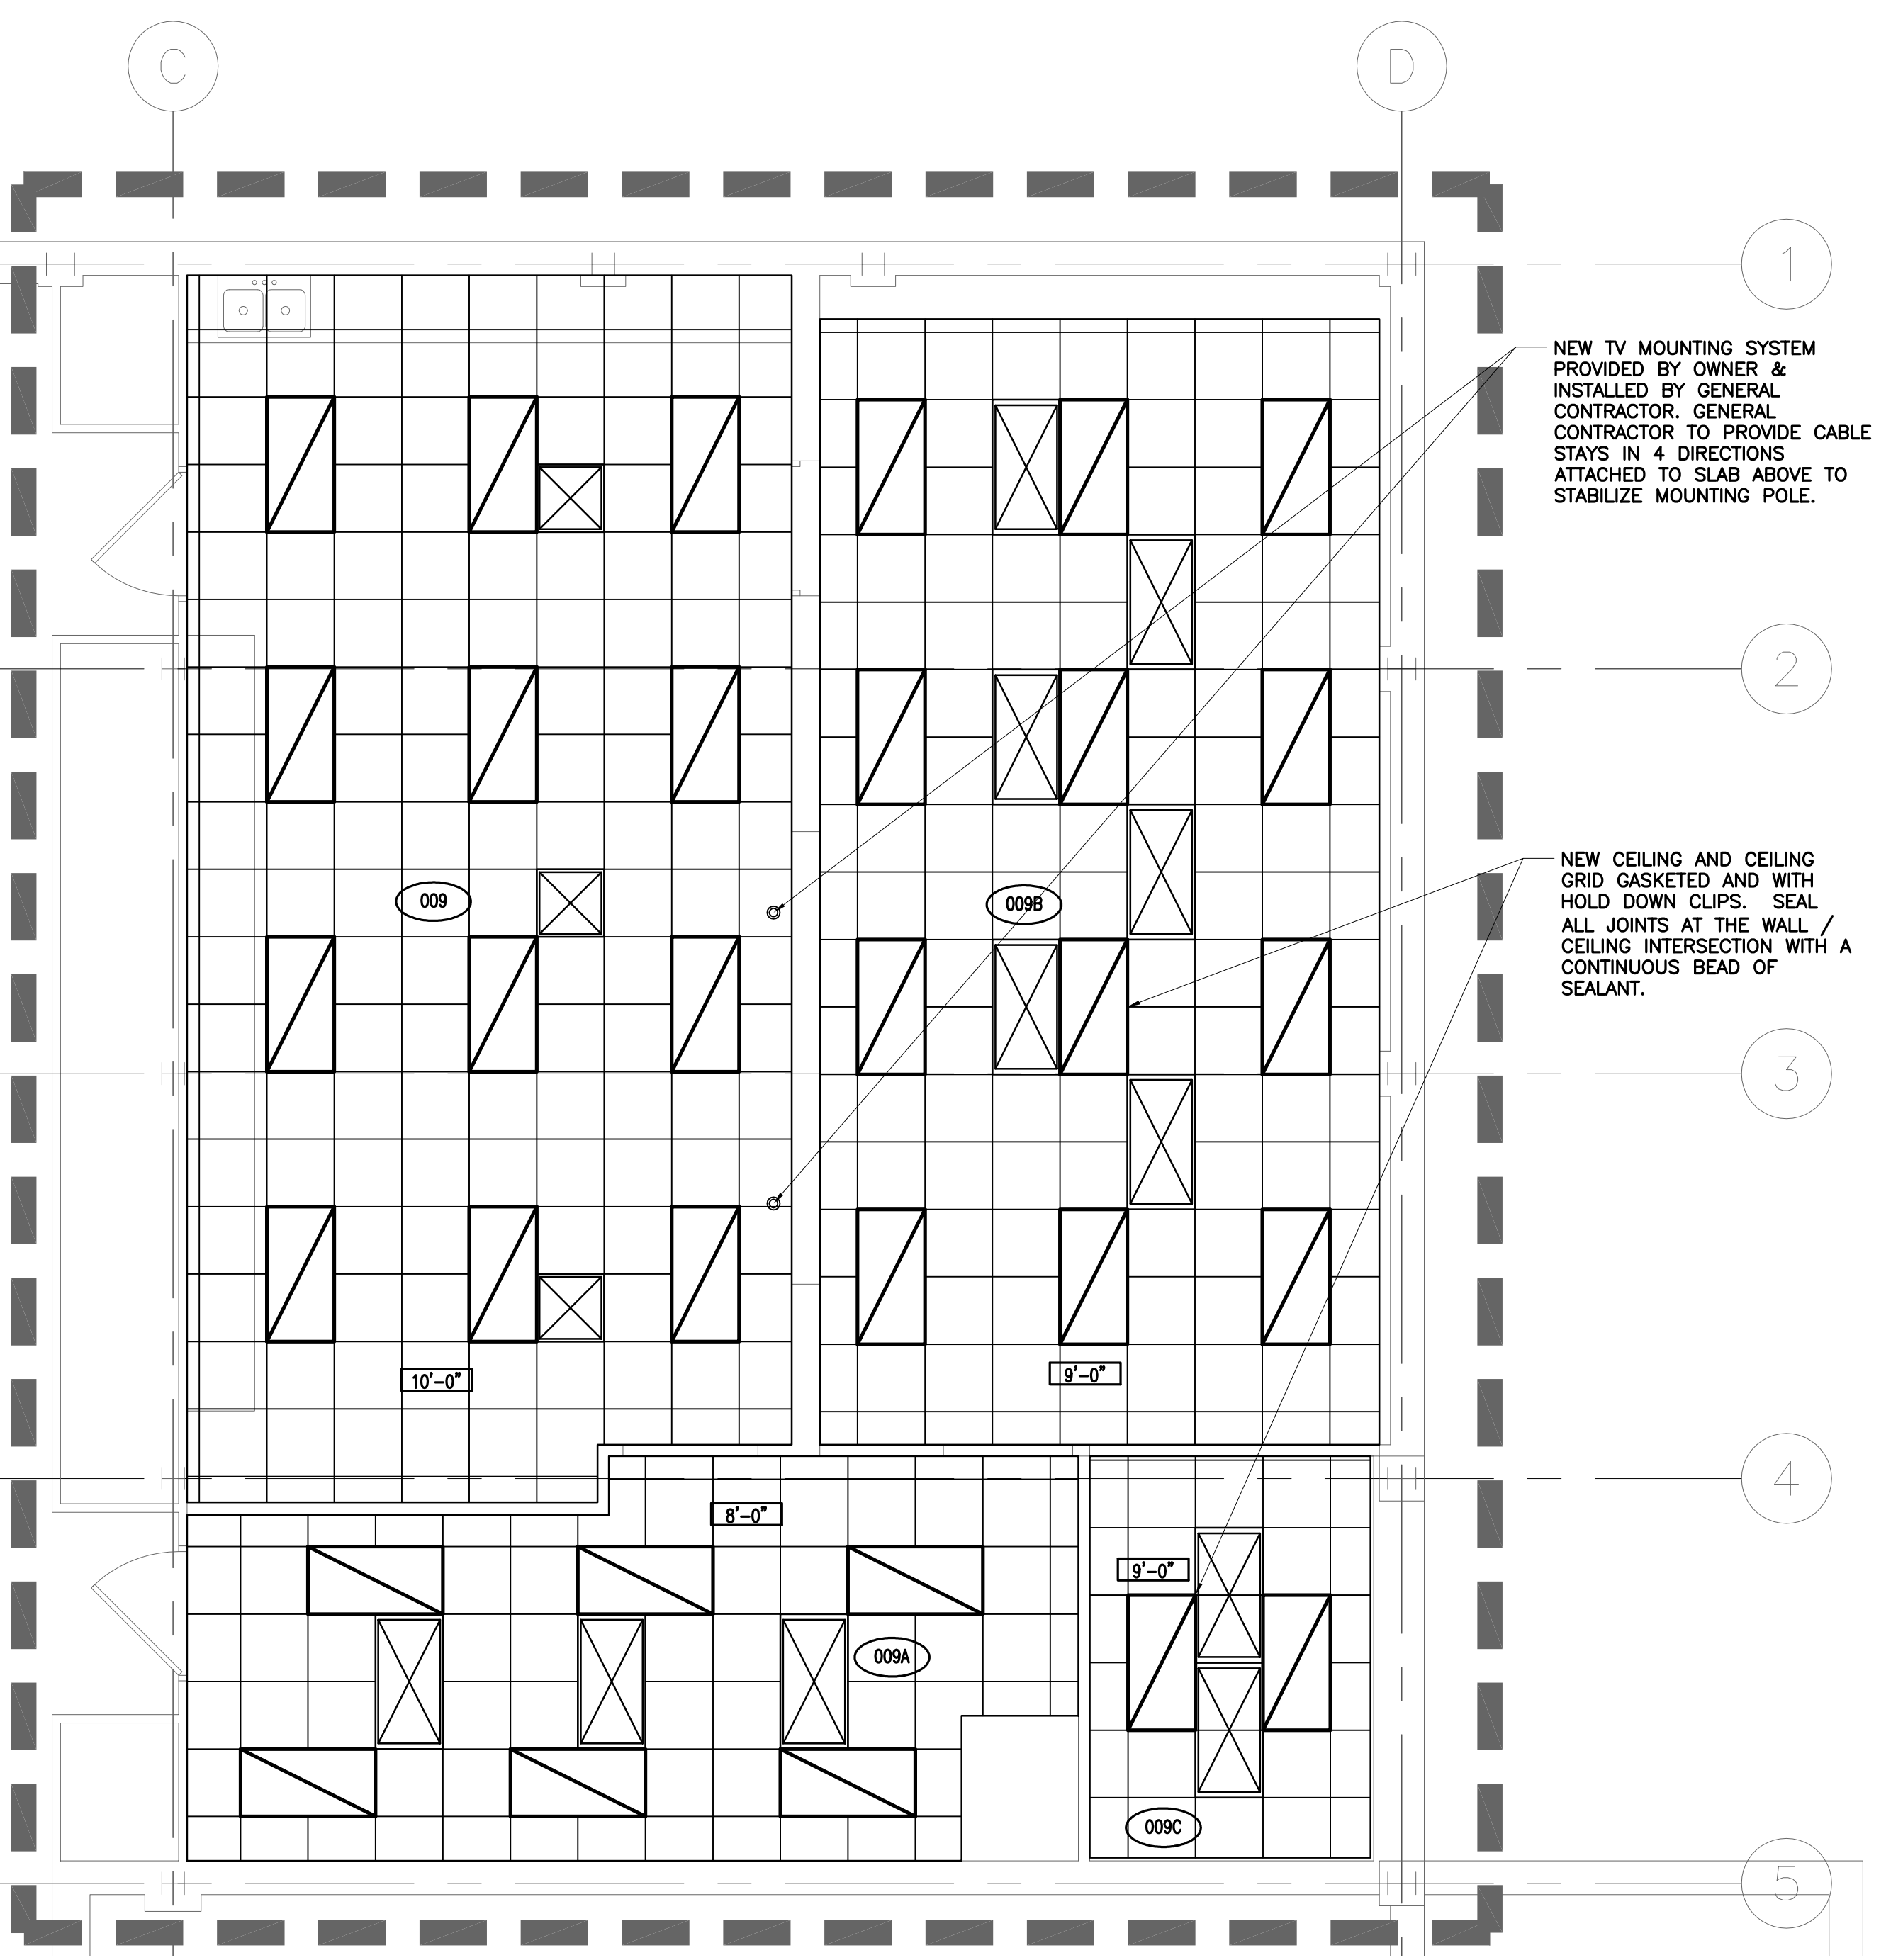 C
D
1
NEW TV MOUNTING SYSTEM
PROVIDED BY OWNER &
INSTALLED BY GENERAL
CONTRACTOR. GENERAL
CONTRACTOR TO PROVIDE CABLE
STAYS IN 4 DIRECTIONS
ATTACHED TO SLAB ABOVE TO
STABILIZE MOUNTING POLE.
2
009
009B
NEW CEILING AND CEILING
GRID GASKETED AND WITH
HOLD DOWN CLIPS. SEAL
ALL JOINTS AT THE WALL /
CEILING INTERSECTION WITH A
CONTINUOUS BEAD OF
SEALANT.
3
10'-0"
9'-0"
4
8'-0"
9'-0"
009A
009C
5